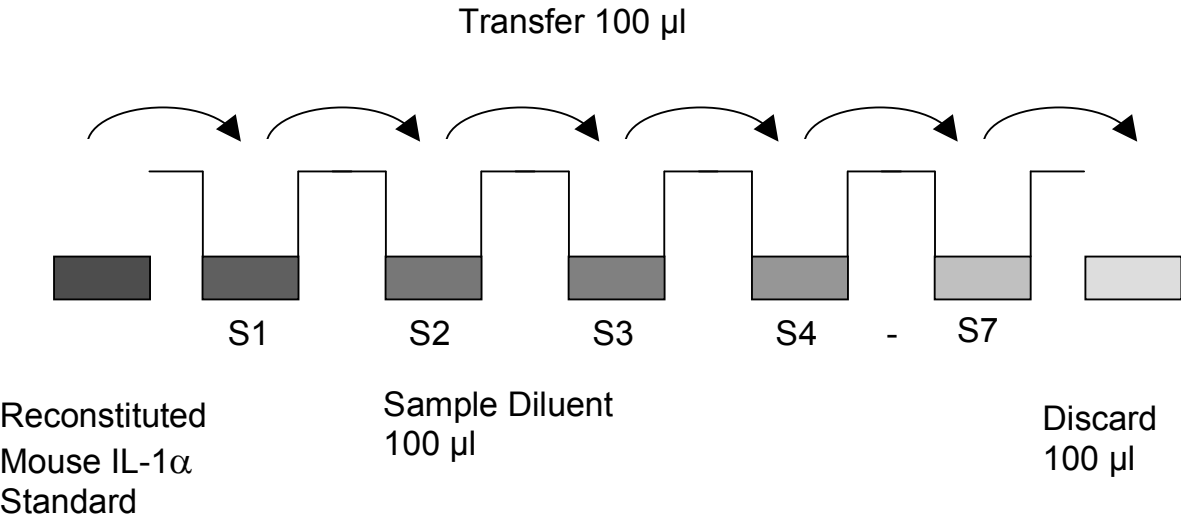 Transfer 100 µl
S1 S2 S3 S4 - S7
Reconstituted
Mouse IL-1α
Standard
Sample Diluent
100 µl
Discard
100 µl